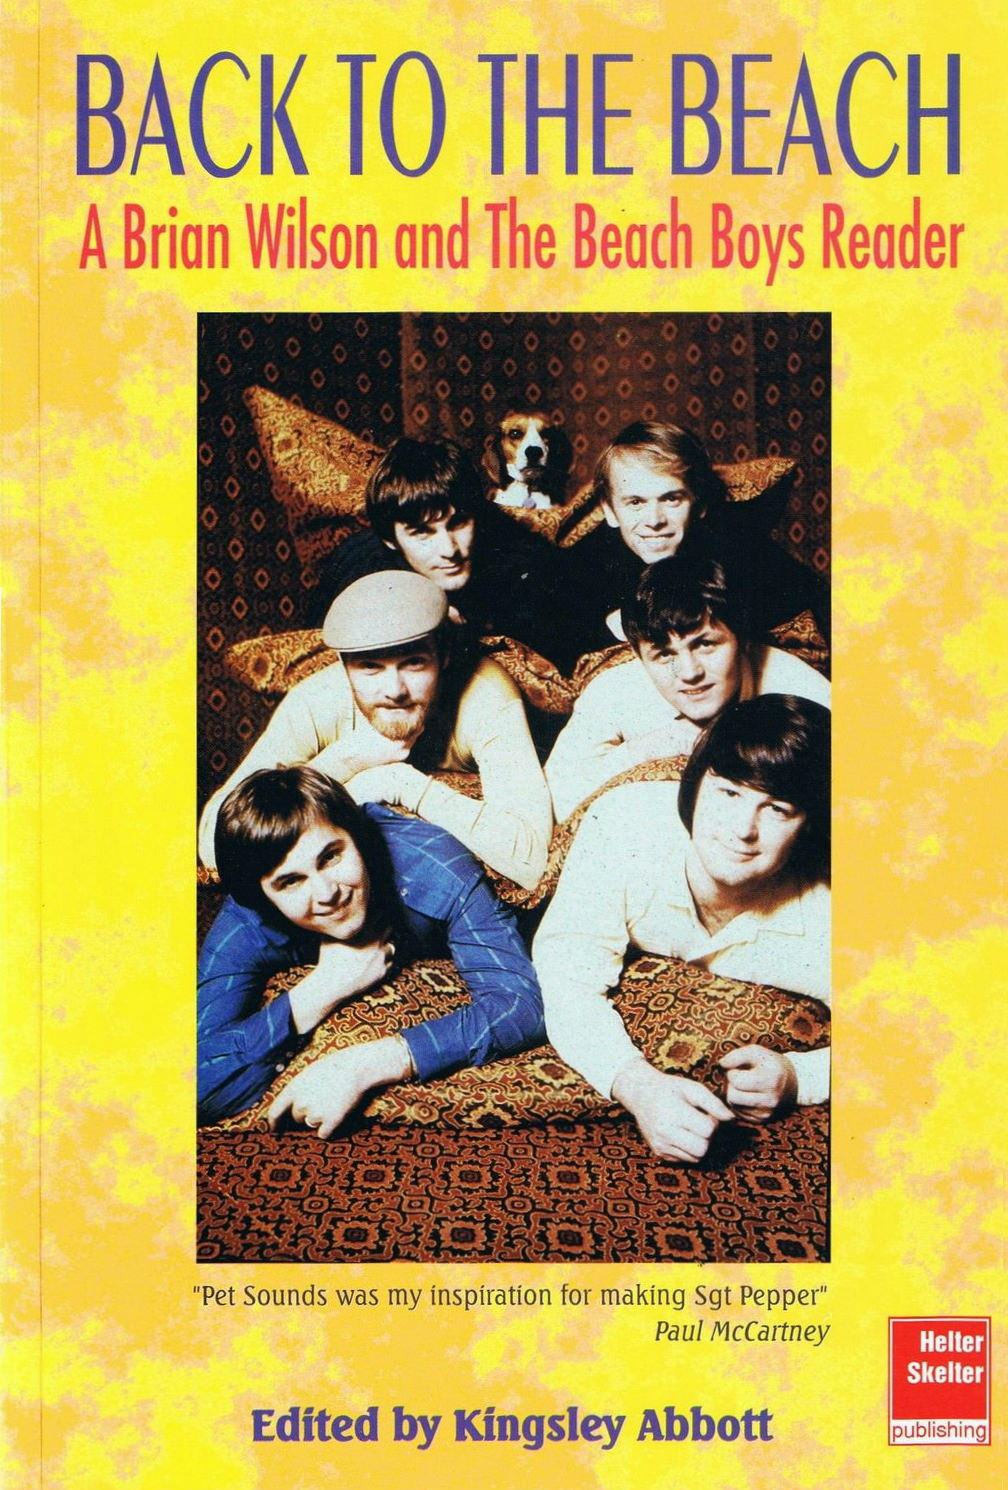 BACK TO THE BEACH
A Brian Wilson and The Beach Boys Reader
"Pet Sounds was my inspiration for making Sgt Pepper"
Paul McCartney
Helter
Skelter
publishing
Edited by Kingsley Abbott